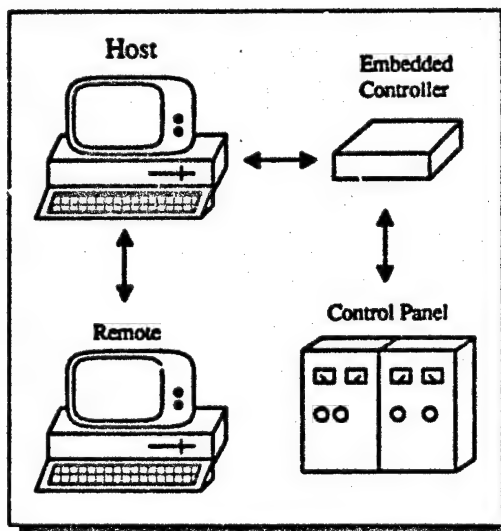 Host
Embedded
Controller
Remote
Control Panel